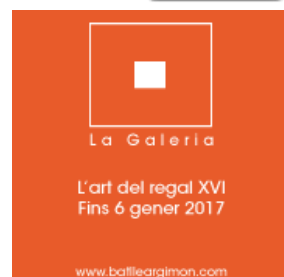 La Galeria
L'art del regal XVI
Fins 6 gener 2017
www.batlleargimon.com